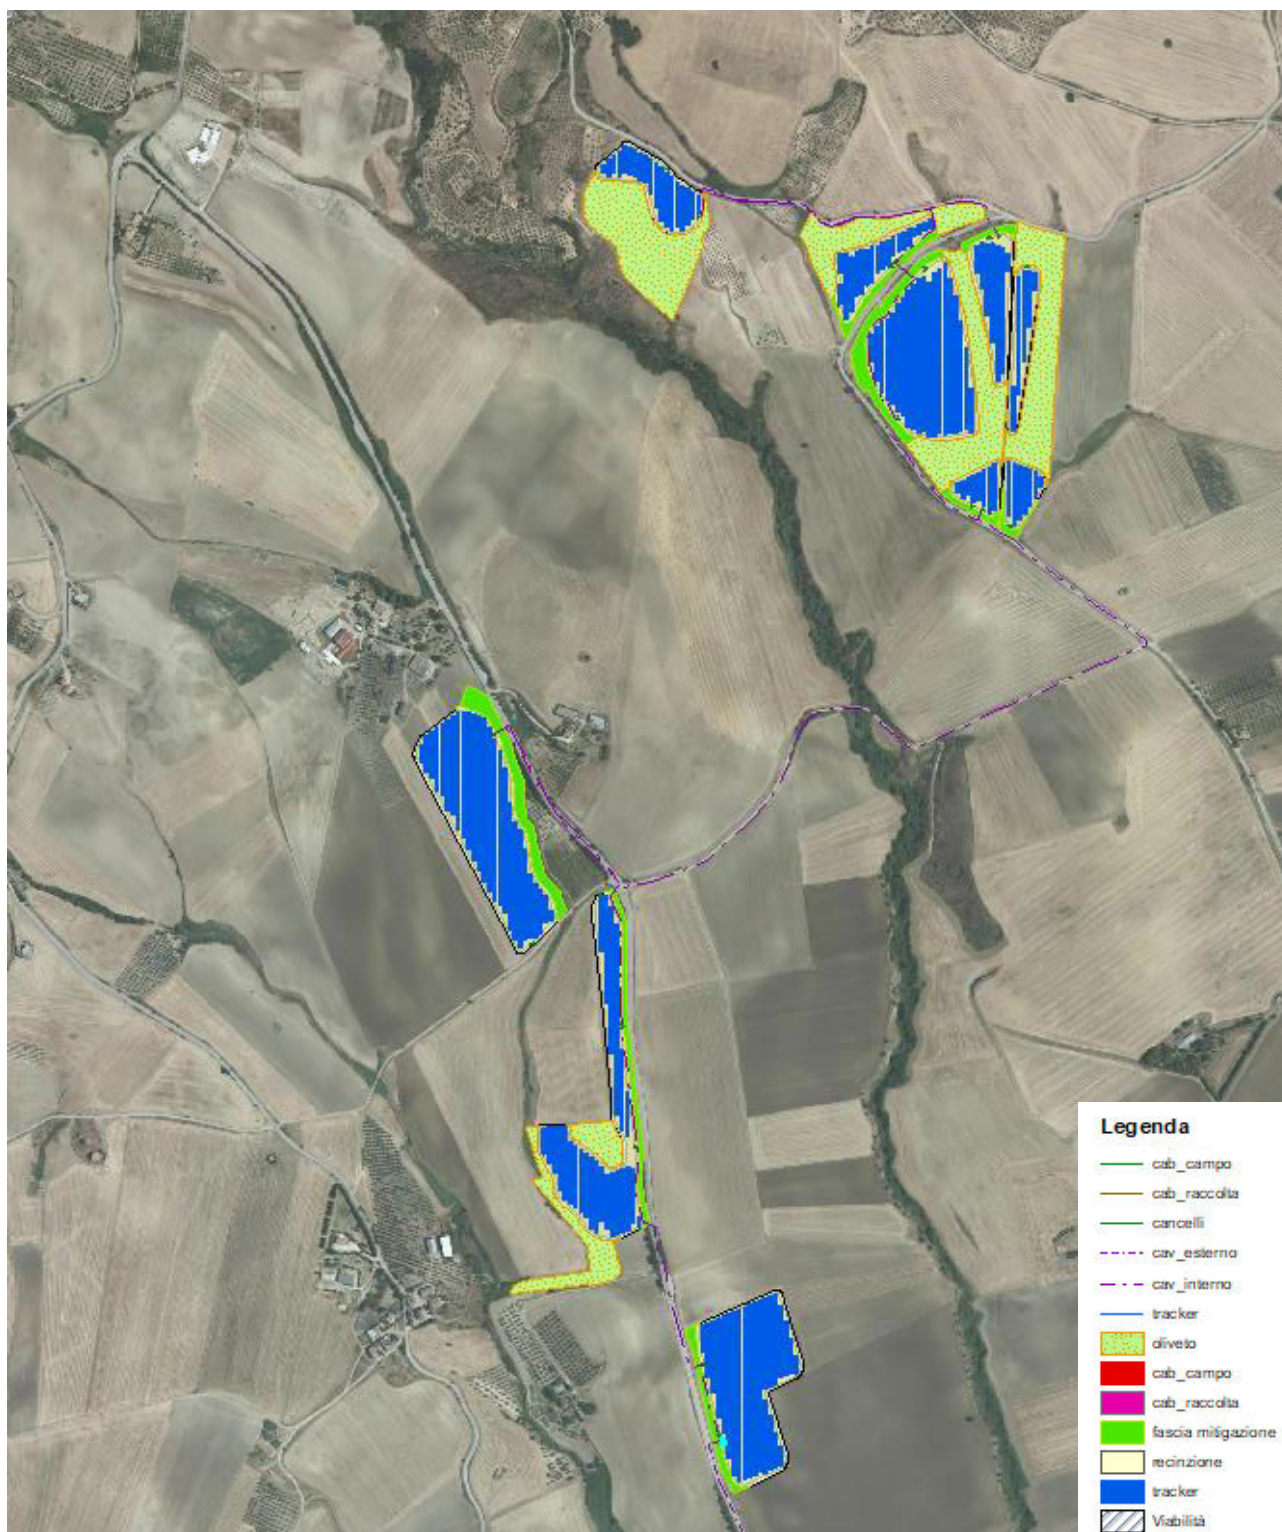 Legenda
cab_campo
cab_raccolta
cancelli
cav_esterno
cav_interno
tracker
oliveto
cab_campo
cab_raccolta
fascia mitigazione
recinzione
tracker
Viabilità